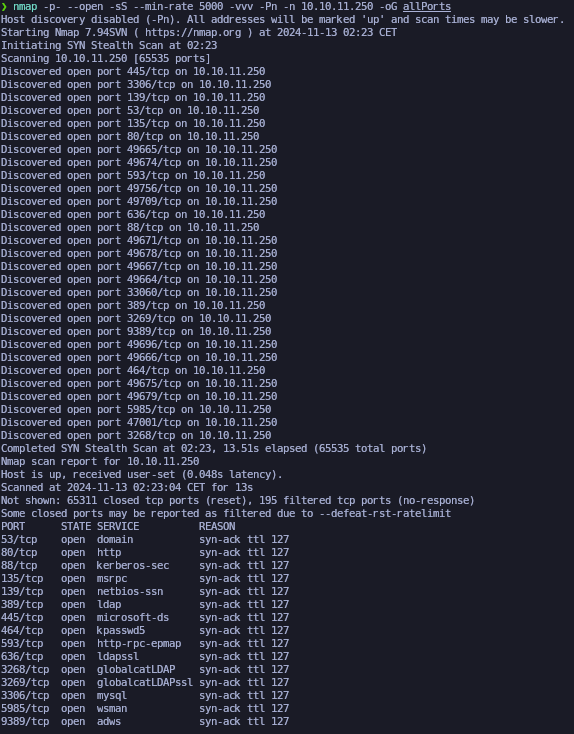 ❯ nmap -p- --open -sS --min-rate 5000 -vvv -Pn -n 10.10.11.250 -oG allPorts
Host discovery disabled (-Pn). All addresses will be marked 'up' and scan times may be slower.
Starting Nmap 7.94SVN ( https://nmap.org ) at 2024-11-13 02:23 CET
Initiating SYN Stealth Scan at 02:23
Scanning 10.10.11.250 [65535 ports]
Discovered open port 445/tcp on 10.10.11.250
Discovered open port 3306/tcp on 10.10.11.250
Discovered open port 139/tcp on 10.10.11.250
Discovered open port 53/tcp on 10.10.11.250
Discovered open port 135/tcp on 10.10.11.250
Discovered open port 80/tcp on 10.10.11.250
Discovered open port 49665/tcp on 10.10.11.250
Discovered open port 49674/tcp on 10.10.11.250
Discovered open port 593/tcp on 10.10.11.250
Discovered open port 49756/tcp on 10.10.11.250
Discovered open port 49709/tcp on 10.10.11.250
Discovered open port 636/tcp on 10.10.11.250
Discovered open port 88/tcp on 10.10.11.250
Discovered open port 49671/tcp on 10.10.11.250
Discovered open port 49678/tcp on 10.10.11.250
Discovered open port 49667/tcp on 10.10.11.250
Discovered open port 49664/tcp on 10.10.11.250
Discovered open port 33060/tcp on 10.10.11.250
Discovered open port 389/tcp on 10.10.11.250
Discovered open port 3269/tcp on 10.10.11.250
Discovered open port 9389/tcp on 10.10.11.250
Discovered open port 49696/tcp on 10.10.11.250
Discovered open port 49666/tcp on 10.10.11.250
Discovered open port 464/tcp on 10.10.11.250
Discovered open port 49675/tcp on 10.10.11.250
Discovered open port 49679/tcp on 10.10.11.250
Discovered open port 5985/tcp on 10.10.11.250
Discovered open port 47001/tcp on 10.10.11.250
Discovered open port 3268/tcp on 10.10.11.250
Completed SYN Stealth Scan at 02:23, 13.51s elapsed (65535 total ports)
Nmap scan report for 10.10.11.250
Host is up, received user-set (0.048s latency).
Scanned at 2024-11-13 02:23:04 CET for 13s
Not shown: 65311 closed tcp ports (reset), 195 filtered tcp ports (no-response)
Some closed ports may be reported as filtered due to --defeat-rst-ratelimit
PORT STATE SERVICE REASON
53/tcp open domain syn-ack ttl 127
80/tcp open http syn-ack ttl 127
88/tcp open kerberos-sec syn-ack ttl 127
135/tcp open msrpc syn-ack ttl 127
139/tcp open netbios-ssn syn-ack ttl 127
389/tcp open ldap syn-ack ttl 127
445/tcp open microsoft-ds syn-ack ttl 127
464/tcp open kpasswd5 syn-ack ttl 127
593/tcp open http-rpc-epmap syn-ack ttl 127
636/tcp open ldapssl syn-ack ttl 127
3268/tcp open globalcatLDAP syn-ack ttl 127
3269/tcp open globalcatLDAPssl syn-ack ttl 127
3306/tcp open mysql syn-ack ttl 127
5985/tcp open wsman syn-ack ttl 127
9389/tcp open adws syn-ack ttl 127